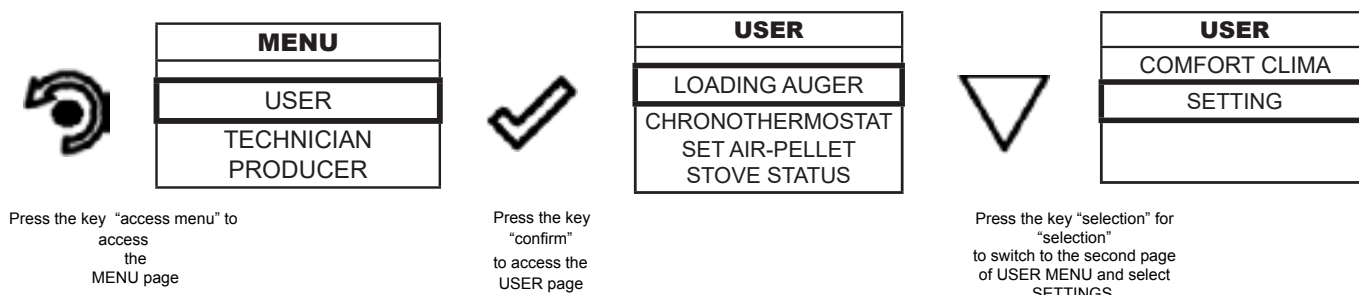 MENU
USER
TECHNICIAN
PRODUCER
Press the key “access menu” to
access
the
MENU page
USER
LOADING AUGER
CHRONOTHERMOSTAT
SET AIR-PELLET
STOVE STATUS
Press the key
“confirm”
to access the
USER page
USER
COMFORT CLIMA
SETTING
Press the key “selection” for
“selection”
to switch to the second page
of USER MENU and select
SETTINGS